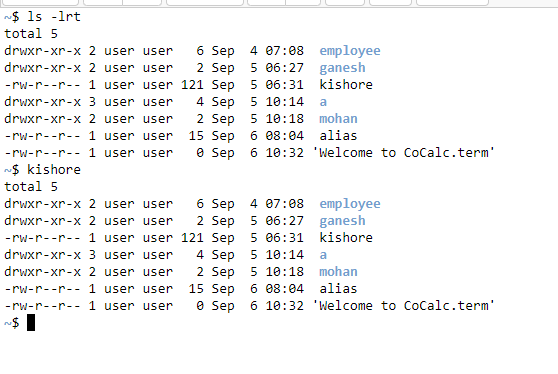 ~$ ls -lrt
total 5
drwxr-xr-x 2 user user   6 Sep  4 07:08  employee
drwxr-xr-x 2 user user   2 Sep  5 06:27  ganesh
-rw-r--r-- 1 user user 121 Sep  5 06:31  kishore
drwxr-xr-x 3 user user   4 Sep  5 10:14  a
drwxr-xr-x 2 user user   2 Sep  5 10:18  mohan
-rw-r--r-- 1 user user  15 Sep  6 08:04  alias
-rw-r--r-- 1 user user   0 Sep  6 10:32 'Welcome to CoCalc.term'
~$ kishore
total 5
drwxr-xr-x 2 user user   6 Sep  4 07:08  employee
drwxr-xr-x 2 user user   2 Sep  5 06:27  ganesh
-rw-r--r-- 1 user user 121 Sep  5 06:31  kishore
drwxr-xr-x 3 user user   4 Sep  5 10:14  a
drwxr-xr-x 2 user user   2 Sep  5 10:18  mohan
-rw-r--r-- 1 user user  15 Sep  6 08:04  alias
-rw-r--r-- 1 user user   0 Sep  6 10:32 'Welcome to CoCalc.term'
~$